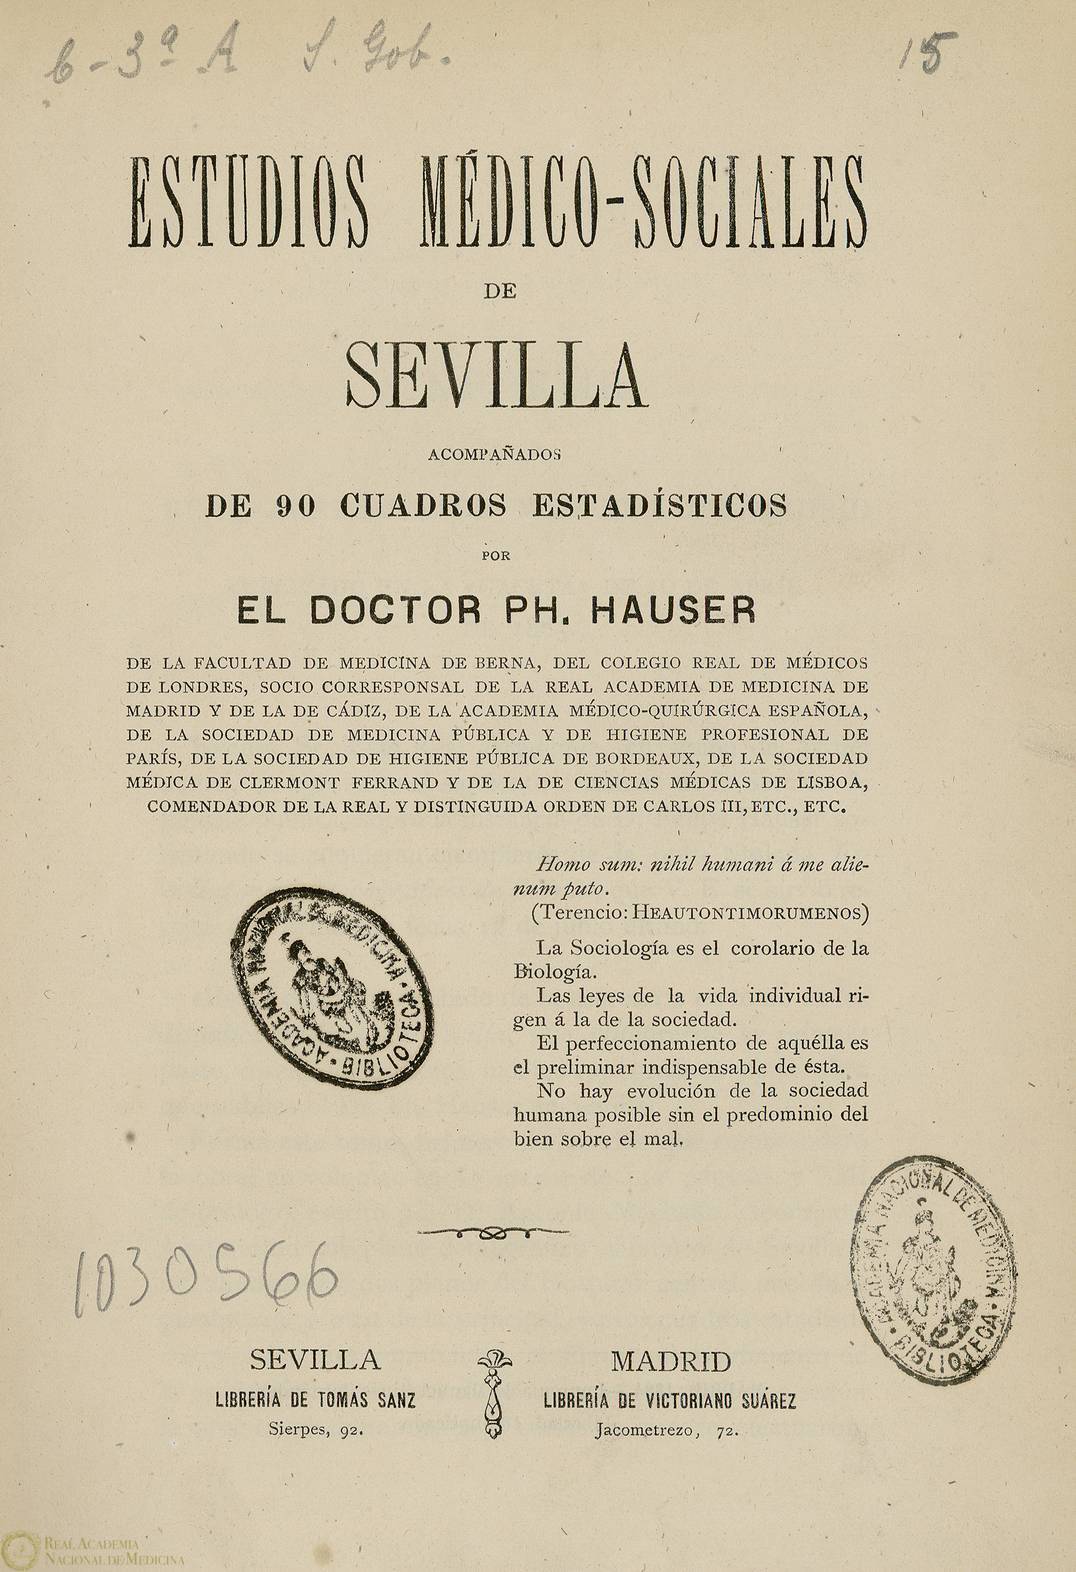 6-3ª A S. Gob.
15
ESTUDIOS MÉDICO-SOCIALES
DE
SEVILLA
ACOMPAÑADOS
DE 90 CUADROS ESTADÍSTICOS
POR
EL DOCTOR PH. HAUSER
DE LA FACULTAD DE MEDICINA DE BERNA, DEL COLEGIO REAL DE MÉDICOS
DE LONDRES, SOCIO CORRESPONSAL DE LA REAL ACADEMIA DE MEDICINA DE
MADRID Y DE LA DE CÁDIZ, DE LA ACADEMIA MÉDICO-QUIRÚRGICA ESPAÑOLA,
DE LA SOCIEDAD DE MEDICINA PÚBLICA Y DE HIGIENE PROFESIONAL DE
PARÍS, DE LA SOCIEDAD DE HIGIENE PÚBLICA DE BORDEAUX, DE LA SOCIEDAD
MÉDICA DE CLERMONT FERRAND Y DE LA DE CIENCIAS MÉDICAS DE LISBOA,
COMENDADOR DE LA REAL Y DISTINGUIDA ORDEN DE CARLOS III, ETC., ETC.
Homo sum: nihil humani á me alie-
num puto.
(Terencio: HEAUTONTIMORUMENOS)
La Sociología es el corolario de la
Biología.
Las leyes de la vida individual ri-
gen á la de la sociedad.
El perfeccionamiento de aquélla es
el preliminar indispensable de ésta.
No hay evolución de la sociedad
humana posible sin el predominio del
bien sobre el mal.
ACADEMIA NACIONAL DE MEDICINA · BIBLIOTECA ·
ACADEMIA NACIONAL DE MEDICINA · BIBLIOTECA ·
1030566
SEVILLA
LIBRERÍA DE TOMÁS SANZ
Sierpes, 92.
MADRID
LIBRERÍA DE VICTORIANO SUÁREZ
Jacometrezo, 72.
REAL ACADEMIA
NACIONAL DE MEDICINA